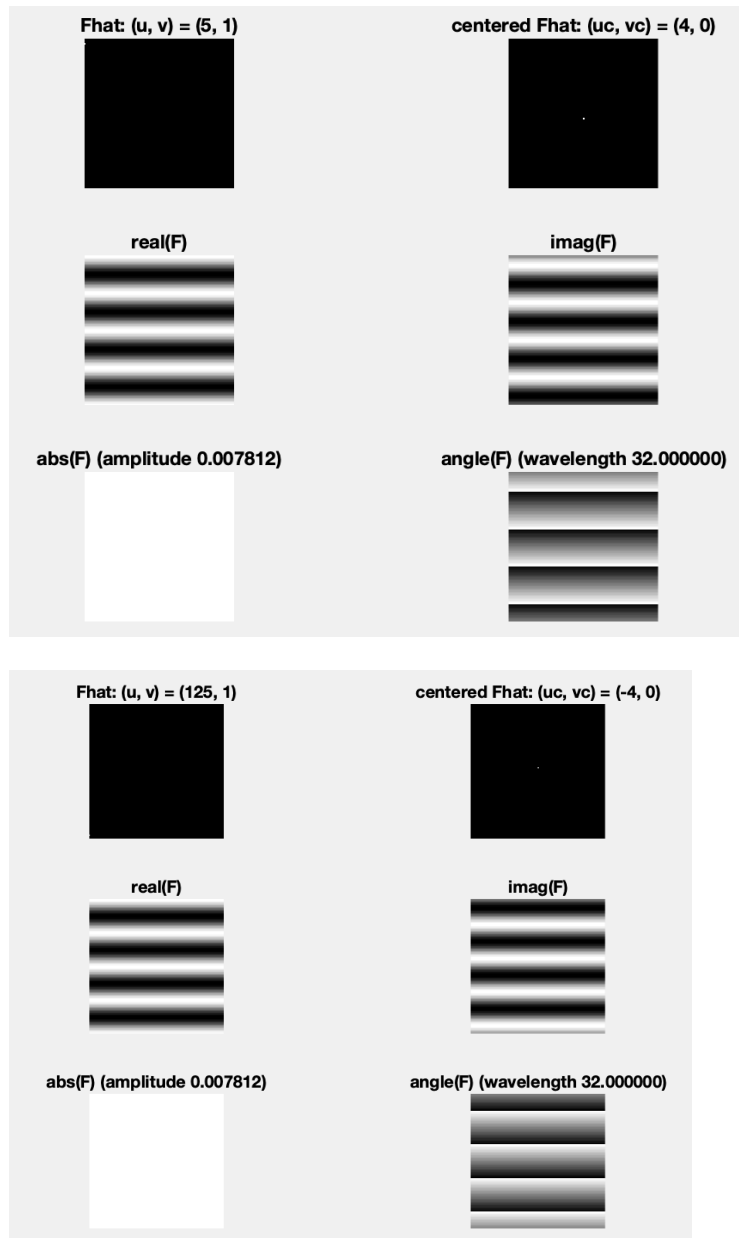 Fhat: (u, v) = (5, 1)
centered Fhat: (uc, vc) = (4, 0)
real(F)
imag(F)
abs(F) (amplitude 0.007812)
angle(F) (wavelength 32.000000)
Fhat: (u, v) = (125, 1)
centered Fhat: (uc, vc) = (-4, 0)
real(F)
imag(F)
abs(F) (amplitude 0.007812)
angle(F) (wavelength 32.000000)